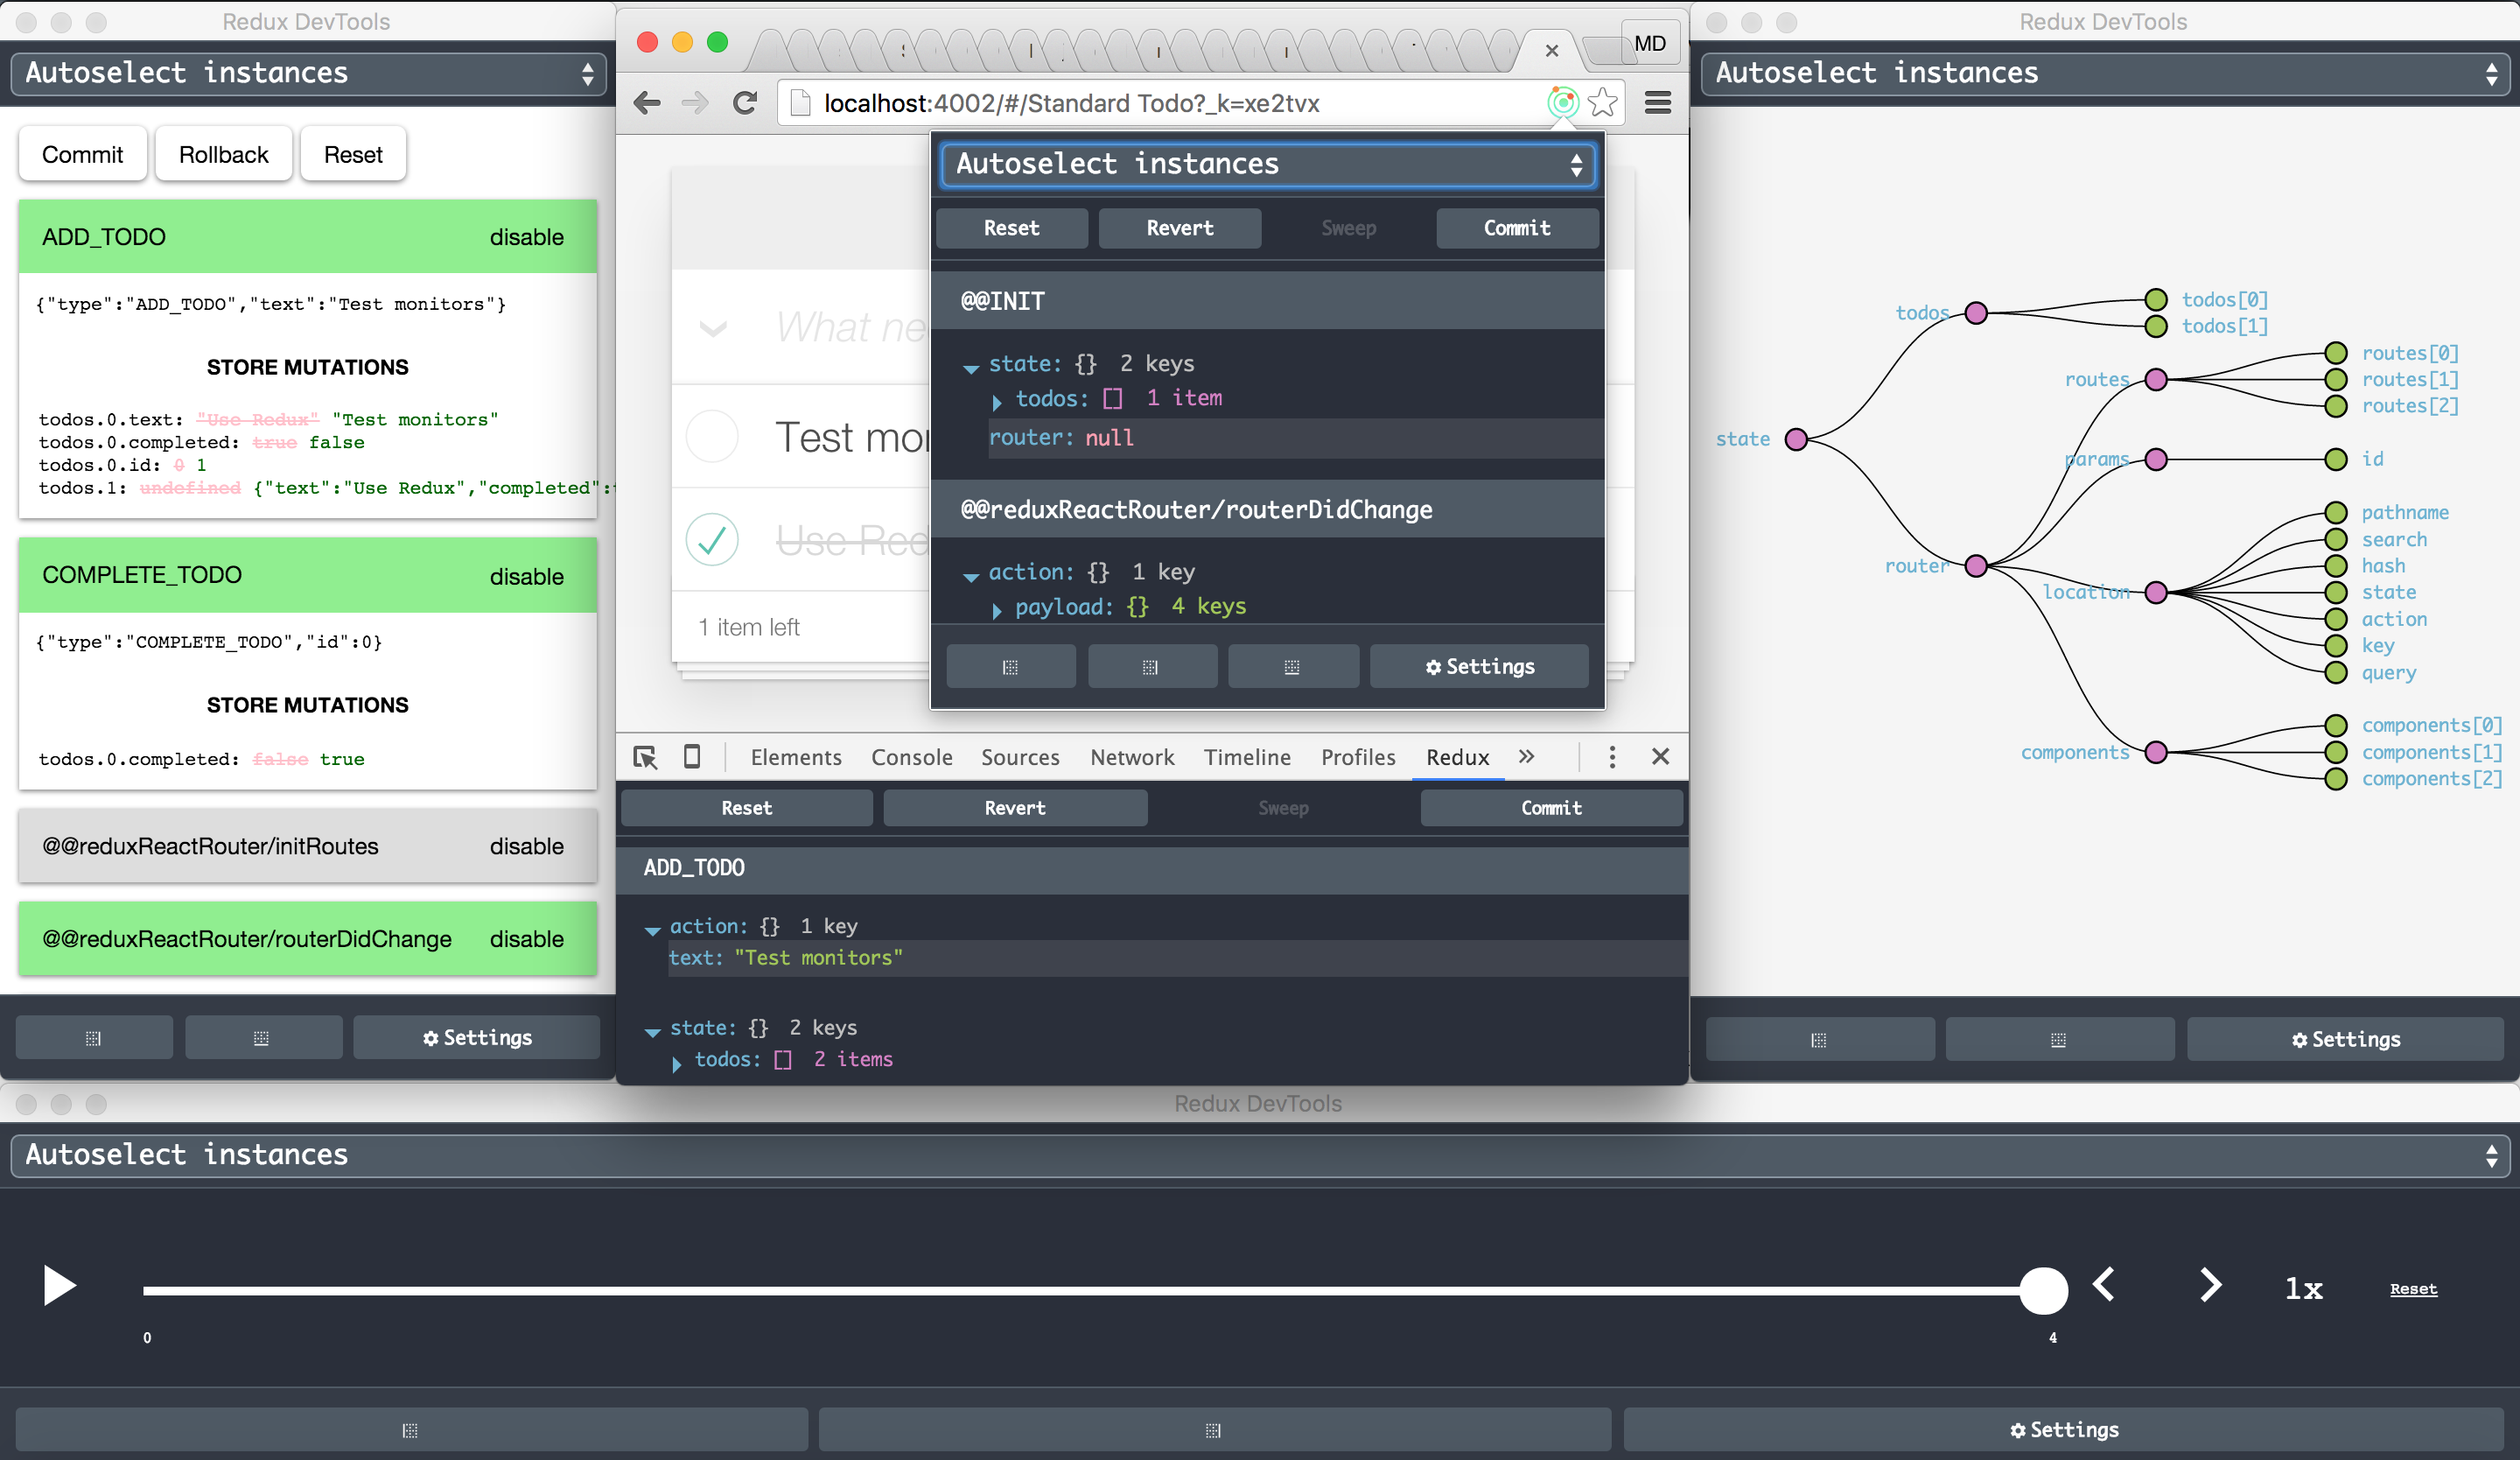 Redux DevTools
Autoselect instances
Commit Rollback Reset
ADD_TODO disable
{"type":"ADD_TODO","text":"Test monitors"}
STORE MUTATIONS
todos.0.text: "Use Redux" "Test monitors"
todos.0.completed: true false
todos.0.id: 0 1
todos.1: undefined {"text":"Use Redux","completed":
COMPLETE_TODO disable
{"type":"COMPLETE_TODO","id":0}
STORE MUTATIONS
todos.0.completed: false true
@@reduxReactRouter/initRoutes disable
@@reduxReactRouter/routerDidChange disable
Settings
MD
localhost:4002/#/Standard Todo?_k=xe2tvx
What ne
Test mon
Use Red
1 item left
Autoselect instances
Reset Revert Sweep Commit
@@INIT
state: {} 2 keys
todos: [] 1 item
router: null
@@reduxReactRouter/routerDidChange
action: {} 1 key
payload: {} 4 keys
Settings
Elements Console Sources Network Timeline Profiles Redux »
Reset Revert Sweep Commit
ADD_TODO
action: {} 1 key
text: "Test monitors"
state: {} 2 keys
todos: [] 2 items
Redux DevTools
Autoselect instances
state
todos
router
todos[0]
todos[1]
routes
routes[0]
routes[1]
routes[2]
params
id
location
pathname
search
hash
state
action
key
query
components
components[0]
components[1]
components[2]
Settings
Redux DevTools
Autoselect instances
0
4
1x
Reset
Settings